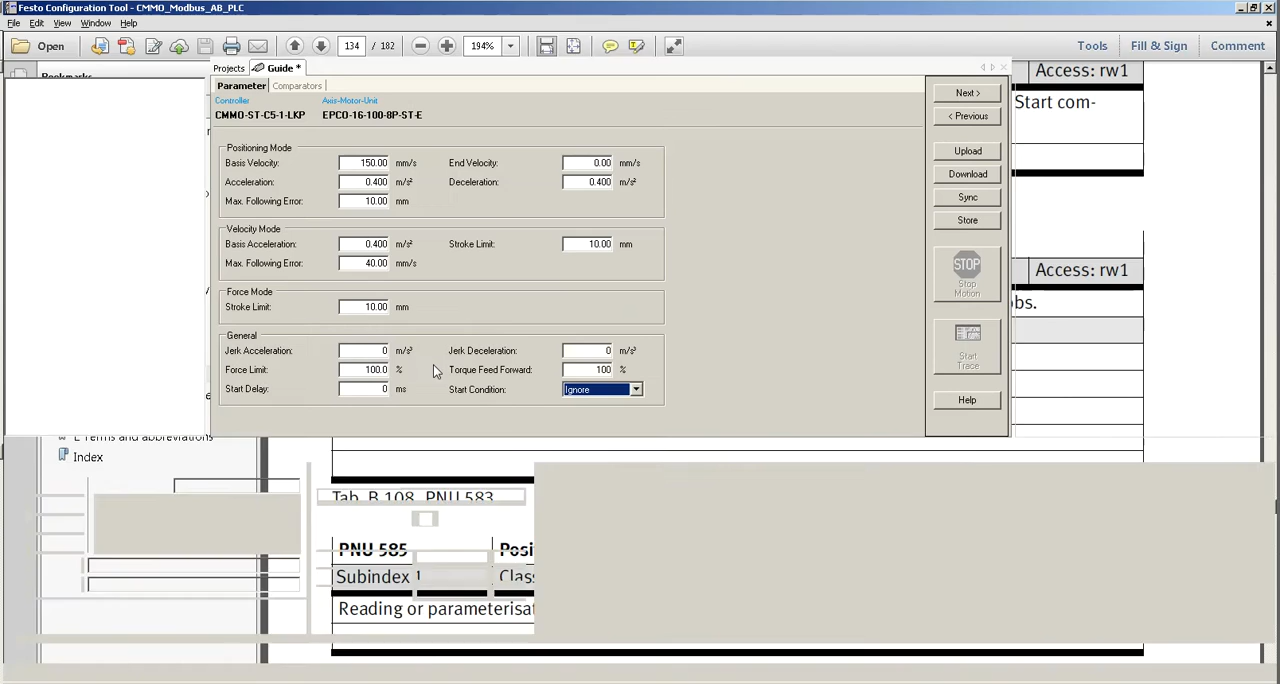 Festo Configuration Tool - CMMO_Modbus_AB_PLC
File Edit View Window Help
Open 134 / 182 194% Tools Fill & Sign Comment
Bookmarks
Projects Guide *
Access: rw1
Parameter Comparators
Controller Axis-Motor-Unit
CMMO-ST-C5-1-LKP EPCO-16-100-8P-ST-E
Next >
Start com-
< Previous
Positioning Mode
Basis Velocity: 150.00 mm/s End Velocity: 0.00 mm/s
Upload
Acceleration: 0.400 m/s² Deceleration: 0.400 m/s²
Download
Max. Following Error: 10.00 mm
Sync
Store
Velocity Mode
Basis Acceleration: 0.400 m/s² Stroke Limit: 10.00 mm
Max. Following Error: 40.00 mm/s
STOP
Stop
Motion
Access: rw1
Force Mode
Stroke Limit: 10.00 mm
obs.
General
Jerk Acceleration: 0 m/s³ Jerk Deceleration: 0 m/s³
Force Limit: 100.0 % Torque Feed Forward: 100 %
Start
Trace
Start Delay: 0 ms Start Condition: Ignore
Help
E Terms and abbreviations
Index
Tab. B.108 PNU 583
PNU 585 Posi
Subindex 1 Clas
Reading or parameterisat